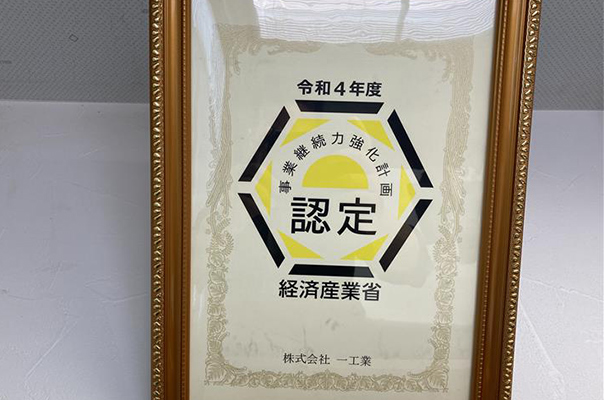 令和4年度
事業継続力強化計画
認定
経済産業省
株式会社 一工業